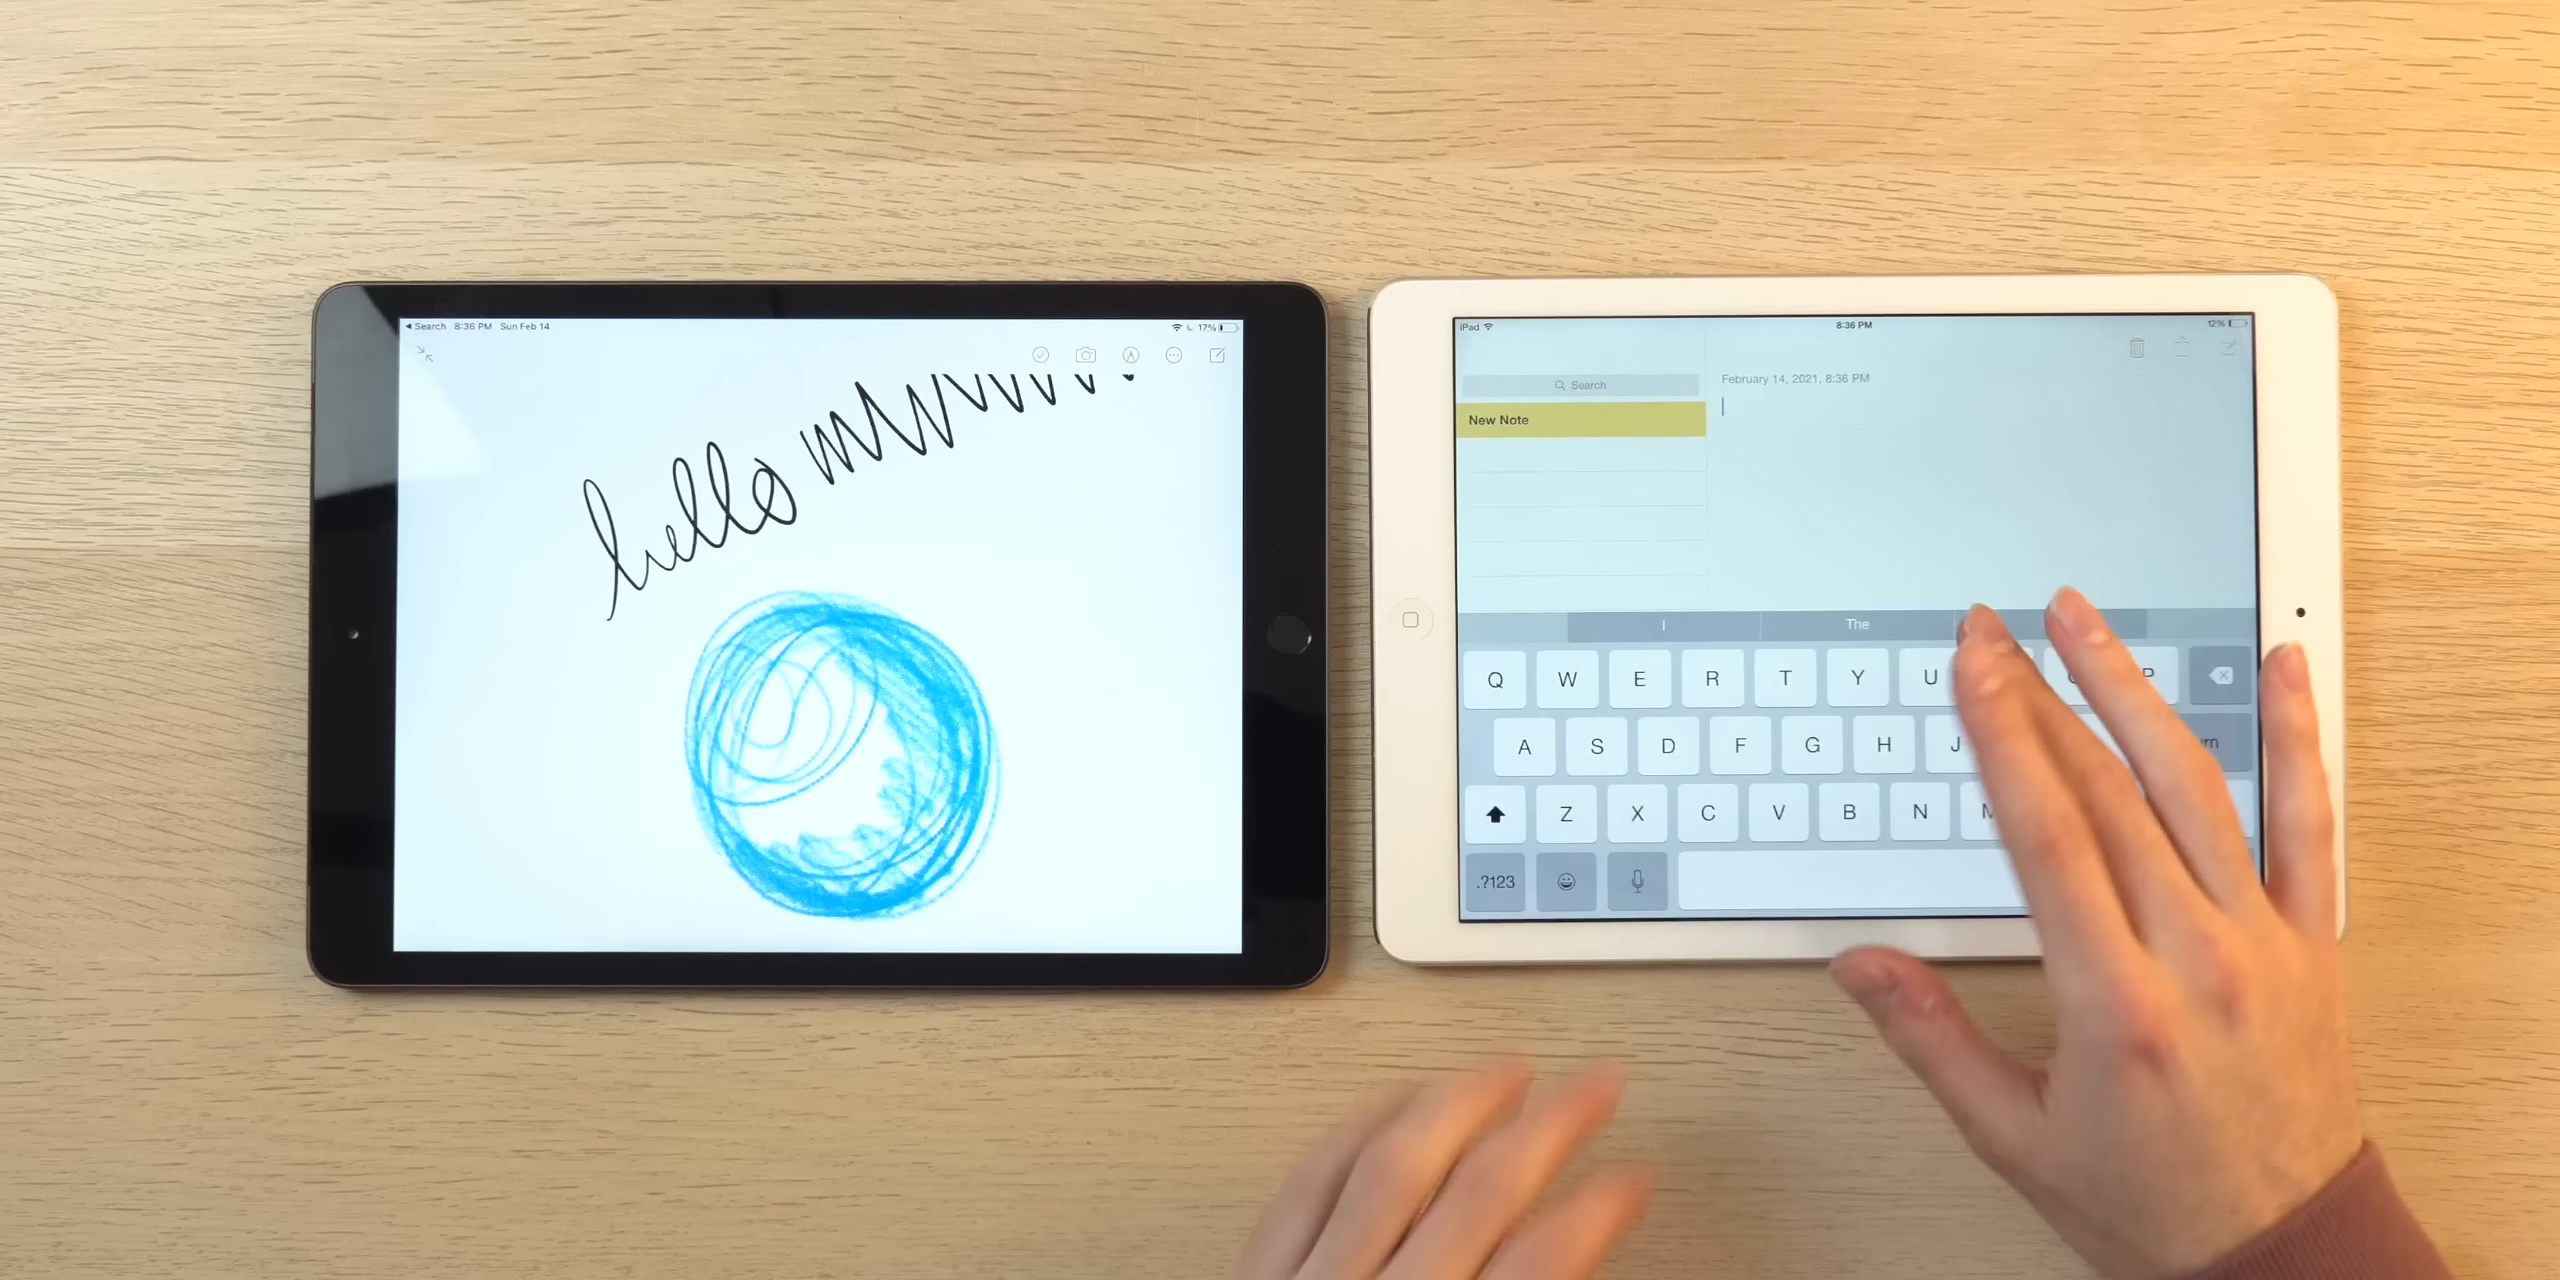 Search 8:36 PM Sun Feb 14
17%
hello
iPad
8:36 PM
12%
Search
February 14, 2021, 8:36 PM
New Note
I
The
Q W E R T Y U
A S D F G H J
Z X C V B N M
.?123